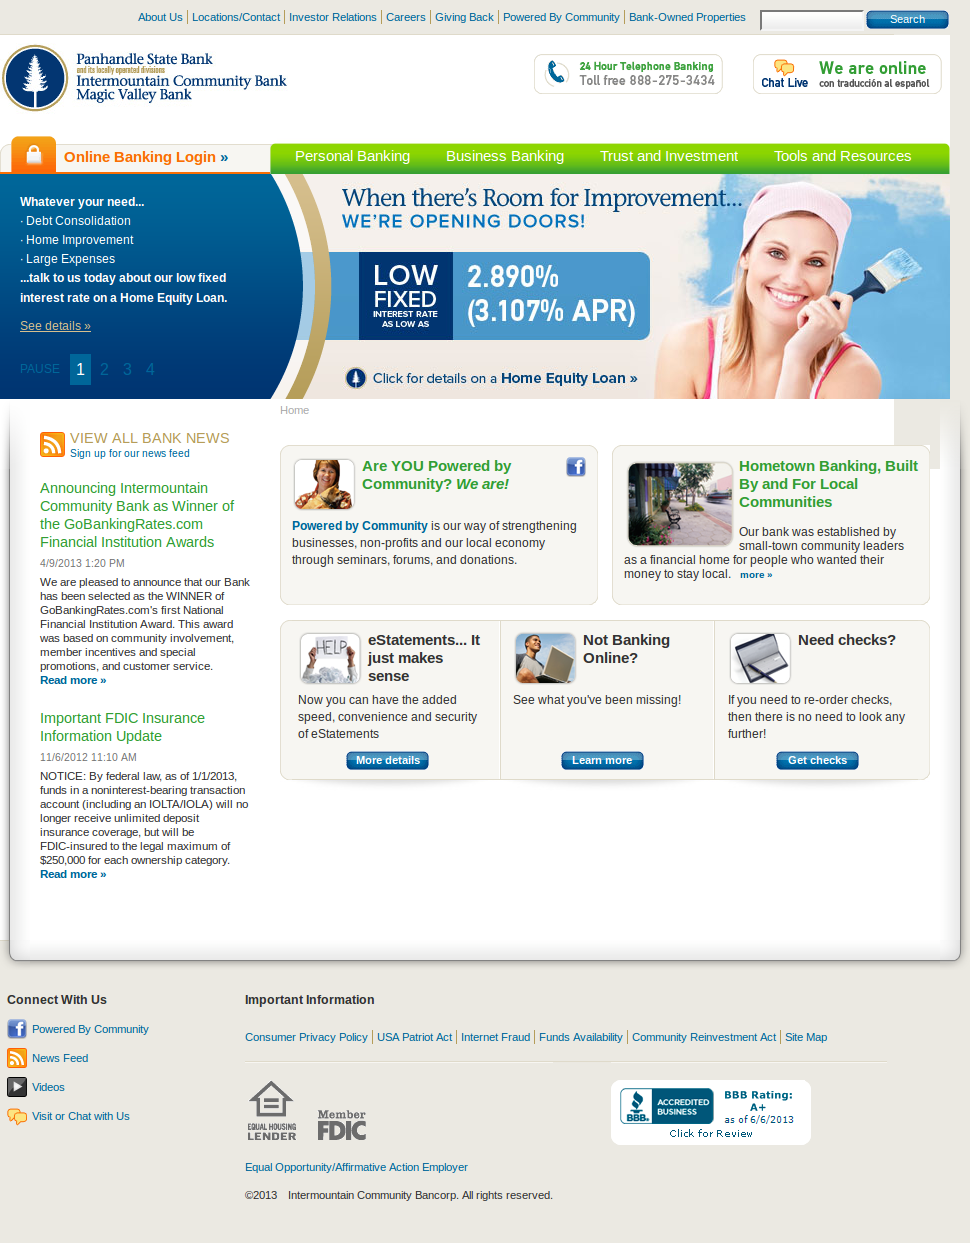 About Us | Locations/Contact | Investor Relations | Careers | Giving Back | Powered By Community | Bank-Owned Properties
Search
Panhandle State Bank
and its locally operated divisions
Intermountain Community Bank
Magic Valley Bank
24 Hour Telephone Banking
Toll free 888-275-3434
Chat Live
We are online
con traducción al español
Online Banking Login »
Personal Banking
Business Banking
Trust and Investment
Tools and Resources
Whatever your need...
· Debt Consolidation
· Home Improvement
· Large Expenses
...talk to us today about our low fixed
interest rate on a Home Equity Loan.
See details »
PAUSE 1 2 3 4
When there's Room for Improvement...
WE'RE OPENING DOORS!
LOW
FIXED
INTEREST RATE
AS LOW AS
2.890%
(3.107% APR)
Click for details on a Home Equity Loan »
Home
VIEW ALL BANK NEWS
Sign up for our news feed
Announcing Intermountain
Community Bank as Winner of
the GoBankingRates.com
Financial Institution Awards
4/9/2013 1:20 PM
We are pleased to announce that our Bank
has been selected as the WINNER of
GoBankingRates.com's first National
Financial Institution Award. This award
was based on community involvement,
member incentives and special
promotions, and customer service.
Read more »
Important FDIC Insurance
Information Update
11/6/2012 11:10 AM
NOTICE: By federal law, as of 1/1/2013,
funds in a noninterest-bearing transaction
account (including an IOLTA/IOLA) will no
longer receive unlimited deposit
insurance coverage, but will be
FDIC-insured to the legal maximum of
$250,000 for each ownership category.
Read more »
Are YOU Powered by
Community? We are!
Powered by Community is our way of strengthening
businesses, non-profits and our local economy
through seminars, forums, and donations.
Hometown Banking, Built
By and For Local
Communities
Our bank was established by
small-town community leaders
as a financial home for people who wanted their
money to stay local. more »
HELP
eStatements... It
just makes
sense
Now you can have the added
speed, convenience and security
of eStatements
More details
Not Banking
Online?
See what you've been missing!
Learn more
Need checks?
If you need to re-order checks,
then there is no need to look any
further!
Get checks
Connect With Us
Powered By Community
News Feed
Videos
Visit or Chat with Us
Important Information
Consumer Privacy Policy | USA Patriot Act | Internet Fraud | Funds Availability | Community Reinvestment Act | Site Map
EQUAL HOUSING
LENDER
Member
FDIC
BBB.
ACCREDITED
BUSINESS
BBB Rating:
A+
as of 6/6/2013
Click for Review
Equal Opportunity/Affirmative Action Employer
©2013 Intermountain Community Bancorp. All rights reserved.